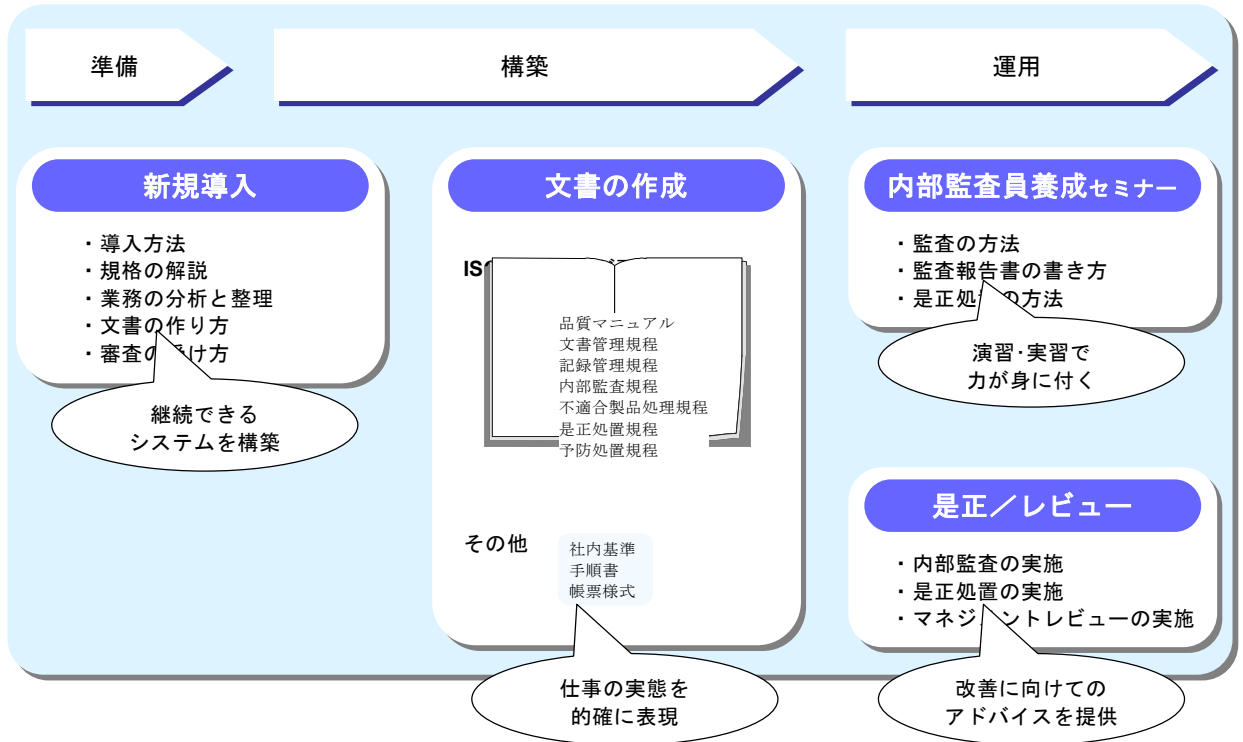 準備
構築
運用
新規導入
・導入方法
・規格の解説
・業務の分析と整理
・文書の作り方
・審査の け方
継続できる
システムを構築
文書の作成
IS
品質マニュアル
文書管理規程
記録管理規程
内部監査規程
不適合製品処理規程
是正処置規程
予防処置規程
その他
社内基準
手順書
帳票様式
仕事の実態を
的確に表現
内部監査員養成セミナー
・監査の方法
・監査報告書の書き方
・是正処 の方法
演習･実習で
力が身に付く
是正／レビュー
・内部監査の実施
・是正処置の実施
・マネジ ントレビューの実施
改善に向けての
アドバイスを提供